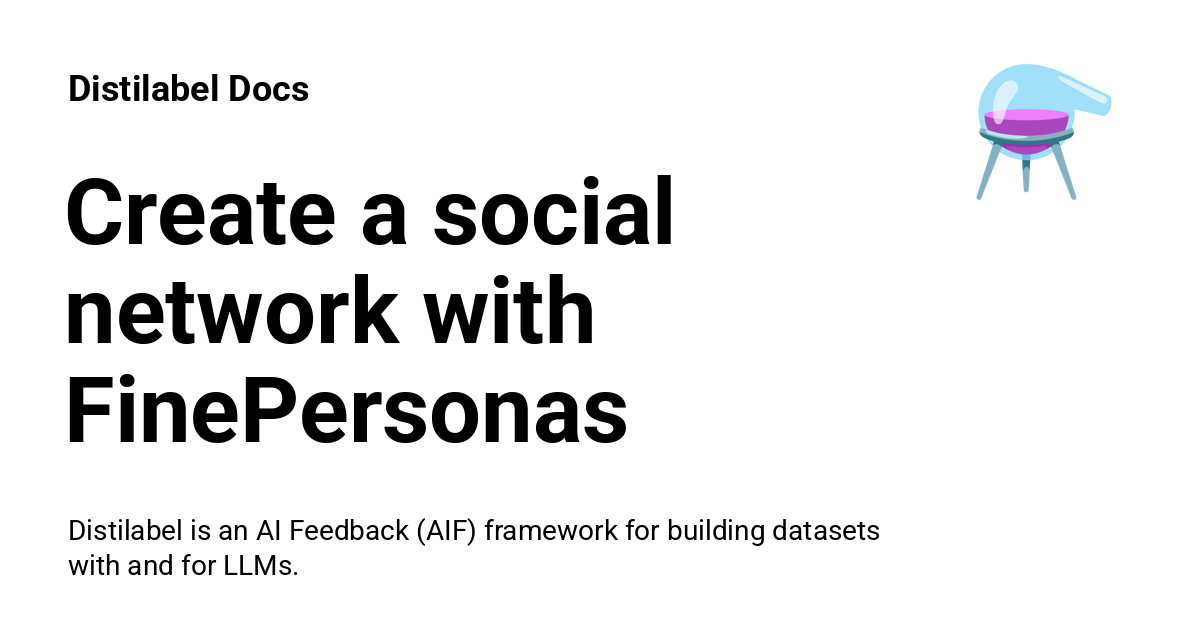 Distilabel Docs
Create a social
network with
FinePersonas
Distilabel is an AI Feedback (AIF) framework for building datasets
with and for LLMs.